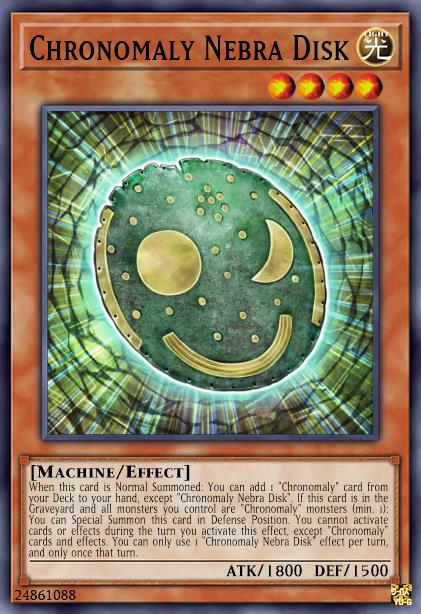 CHRONOMALY NEBRA DISK
LIGHT
光
[MACHINE/EFFECT]
When this card is Normal Summoned: You can add 1 "Chronomaly" card from
your Deck to your hand, except "Chronomaly Nebra Disk". If this card is in the
Graveyard and all monsters you control are "Chronomaly" monsters (min. 1):
You can Special Summon this card in Defense Position. You cannot activate
cards or effects during the turn you activate this effect, except "Chronomaly"
cards and effects. You can only use 1 "Chronomaly Nebra Disk" effect per turn,
and only once that turn.
ATK/1800 DEF/1500
24861088